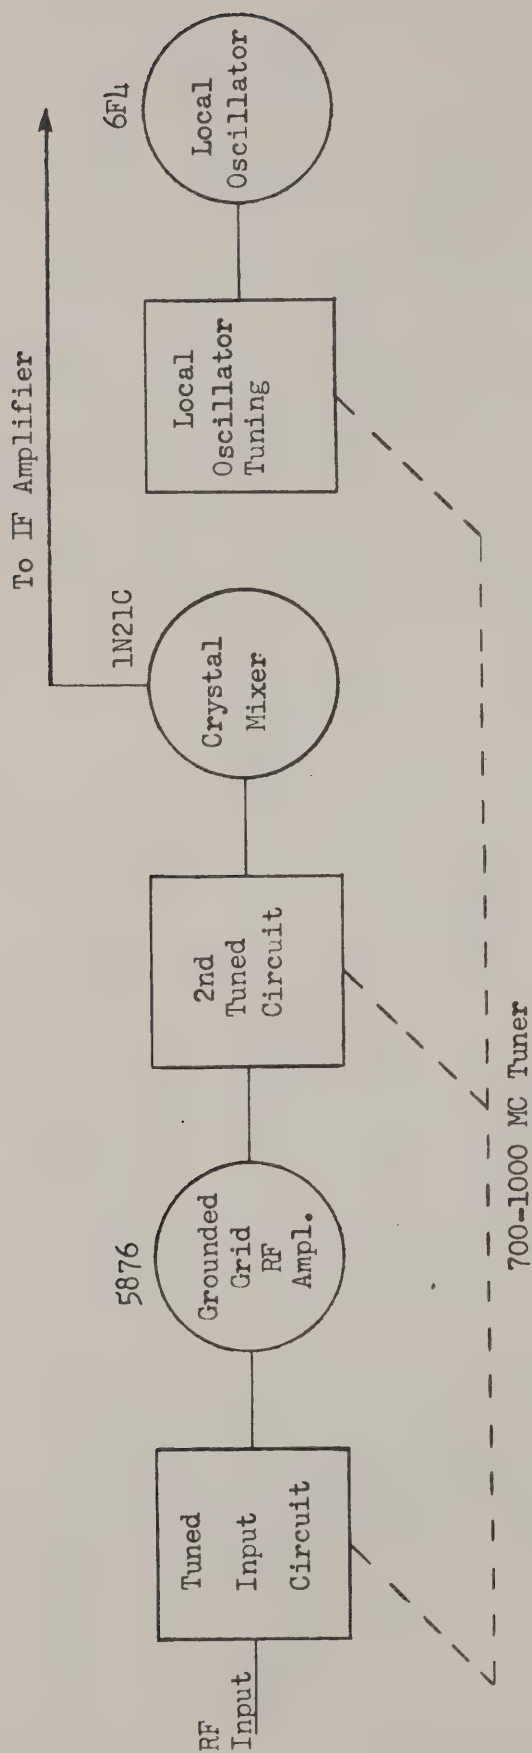 To IF Amplifier
RF
Input
Tuned
Input
Circuit
5876
Grounded
Grid
RF
Ampl.
2nd
Tuned
Circuit
1N21C
Crystal
Mixer
Local
Oscillator
Tuning
6F4
Local
Oscillator
700-1000 MC Tuner